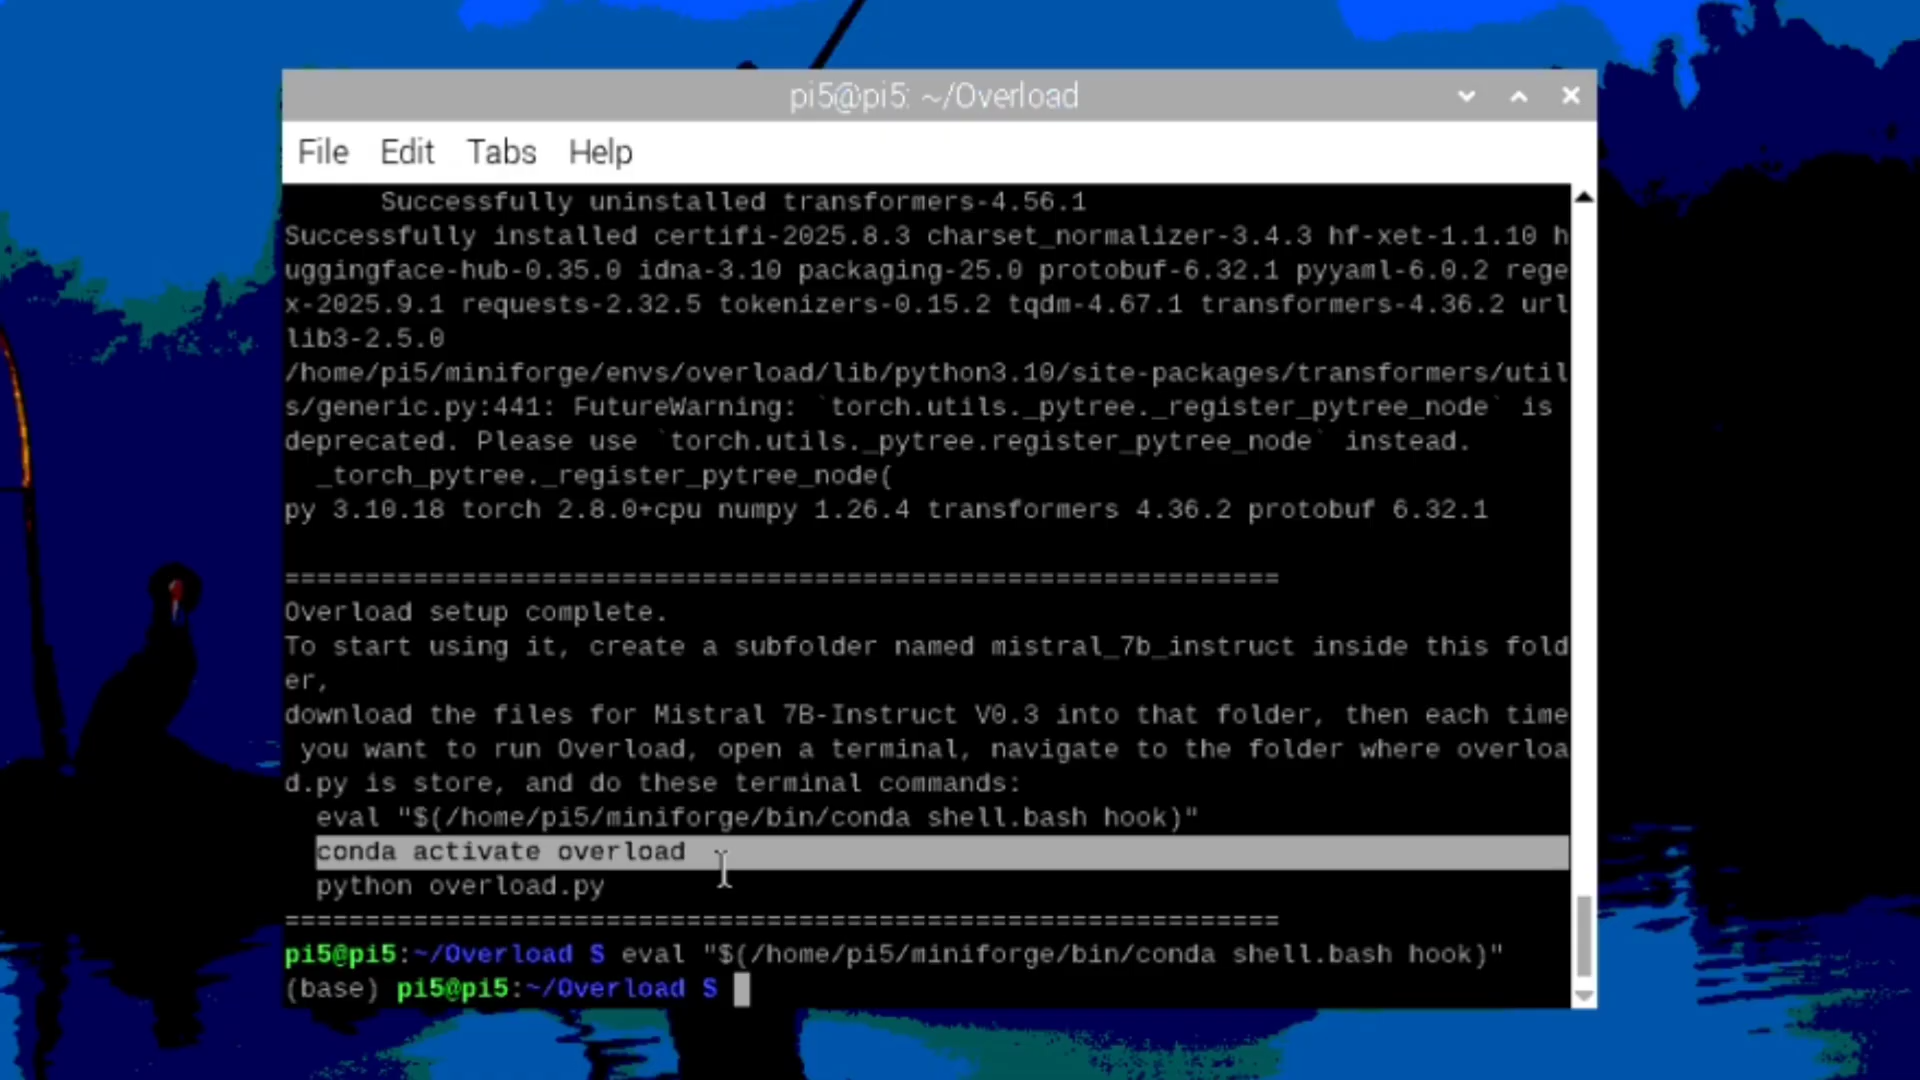 pi5@pi5: ~/Overload
File Edit Tabs Help
Successfully uninstalled transformers-4.56.1
Successfully installed certifi-2025.8.3 charset_normalizer-3.4.3 hf-xet-1.1.10 h
uggingface-hub-0.35.0 idna-3.10 packaging-25.0 protobuf-6.32.1 pyyaml-6.0.2 rege
x-2025.9.1 requests-2.32.5 tokenizers-0.15.2 tqdm-4.67.1 transformers-4.36.2 url
lib3-2.5.0
/home/pi5/miniforge/envs/overload/lib/python3.10/site-packages/transformers/util
s/generic.py:441: FutureWarning: `torch.utils._pytree._register_pytree_node` is
deprecated. Please use `torch.utils._pytree.register_pytree_node` instead.
_torch_pytree._register_pytree_node(
py 3.10.18 torch 2.8.0+cpu numpy 1.26.4 transformers 4.36.2 protobuf 6.32.1
==============================================================
Overload setup complete.
To start using it, create a subfolder named mistral_7b_instruct inside this fold
er,
download the files for Mistral 7B-Instruct V0.3 into that folder, then each time
you want to run Overload, open a terminal, navigate to the folder where overloa
d.py is store, and do these terminal commands:
eval "$(/home/pi5/miniforge/bin/conda shell.bash hook)"
conda activate overload
python overload.py
==============================================================
pi5@pi5:~/Overload $ eval "$(/home/pi5/miniforge/bin/conda shell.bash hook)"
(base) pi5@pi5:~/Overload $